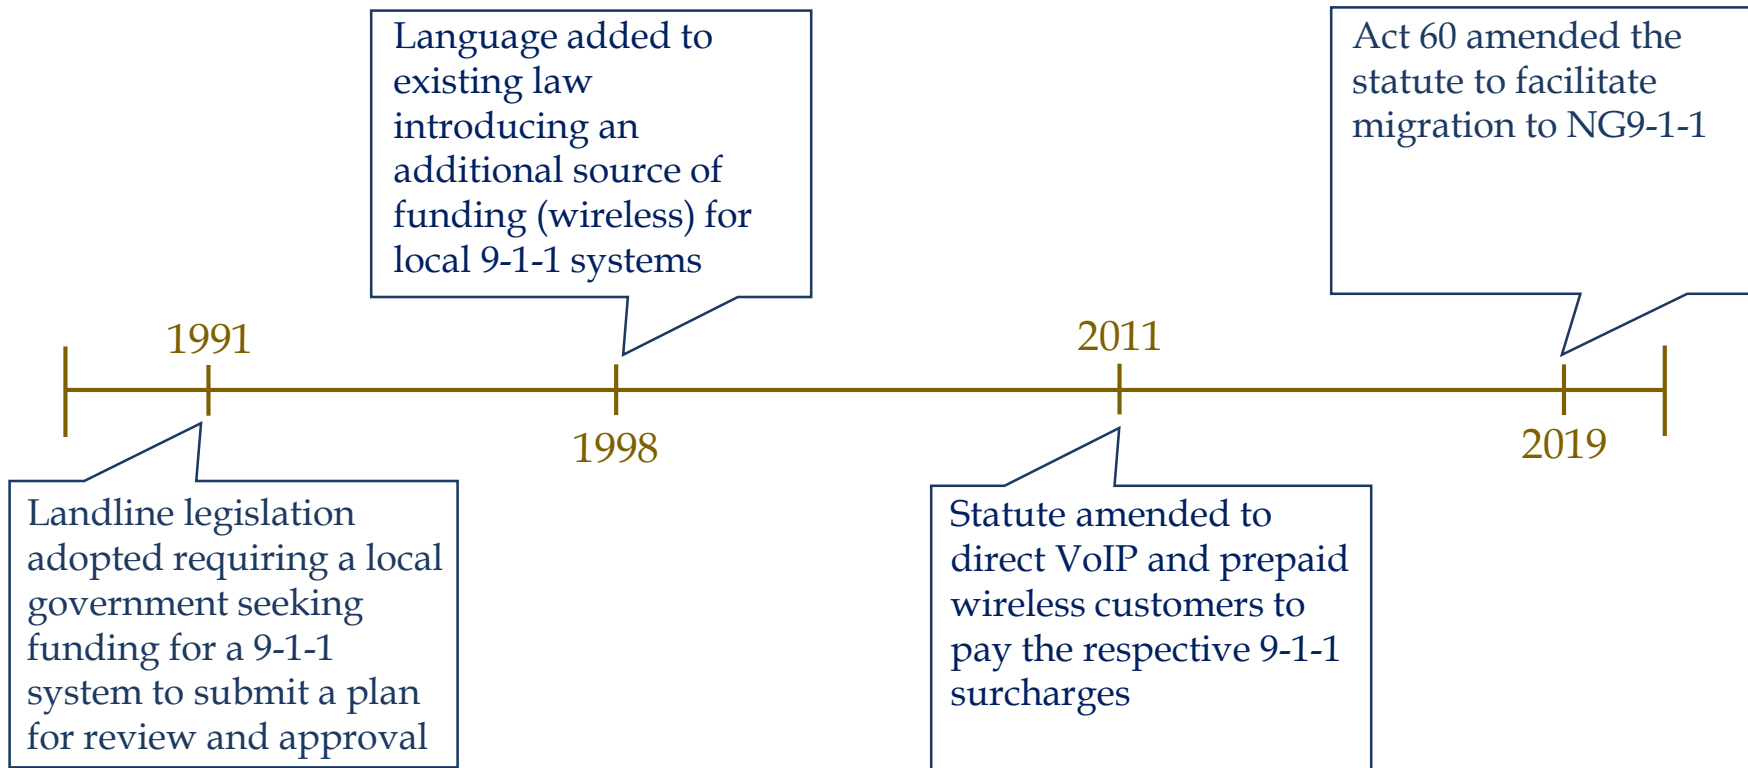 Language added to
existing law
introducing an
additional source of
funding (wireless) for
local 9-1-1 systems
Act 60 amended the
statute to facilitate
migration to NG9-1-1
1991
2011
1998
2019
Landline legislation
adopted requiring a local
government seeking
funding for a 9-1-1
system to submit a plan
for review and approval
Statute amended to
direct VoIP and prepaid
wireless customers to
pay the respective 9-1-1
surcharges